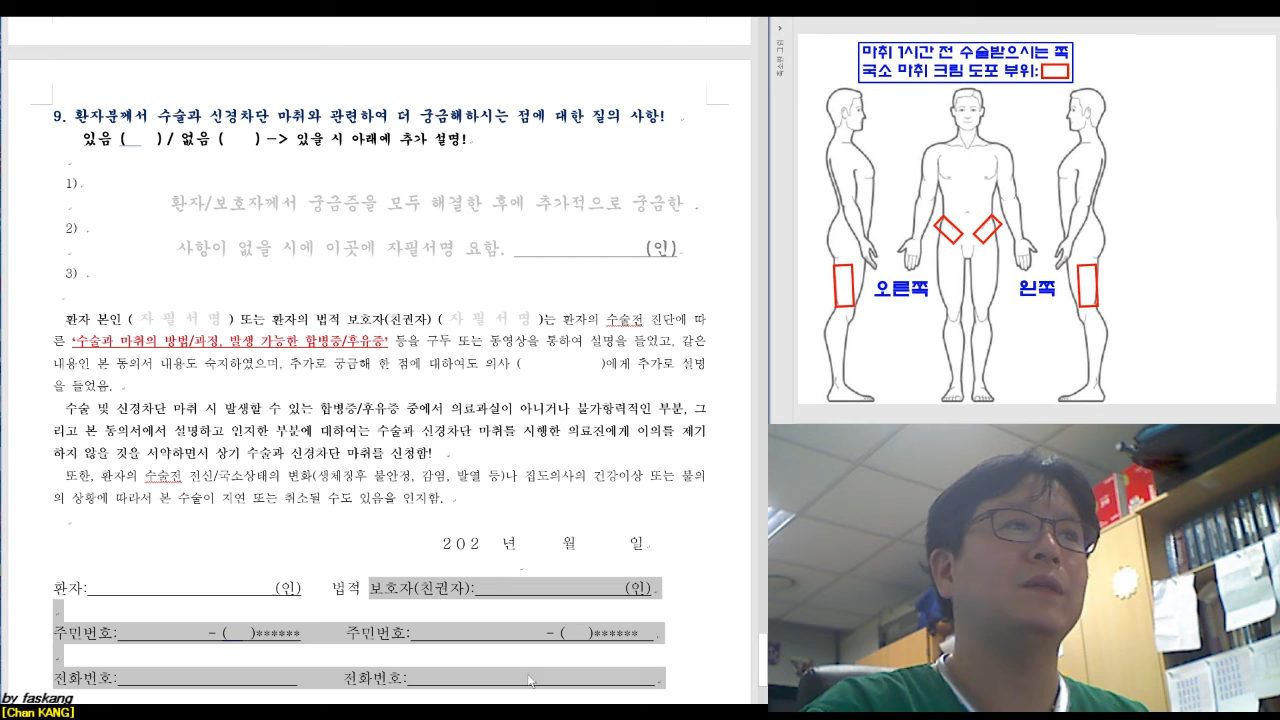 9. 환자분께서 수술과 신경차단 마취와 관련하여 더 궁금해하시는 점에 대한 질의 사항!
있음 (   ) / 없음 (   ) -> 있을 시 아래에 추가 설명!
1)
환자/보호자께서 궁금증을 모두 해결한 후에 추가적으로 궁금한
2)
사항이 없을 시에 이곳에 자필서명 요함. ______________ (인)
3)
환자 본인 ( 자 필 서 명 ) 또는 환자의 법적 보호자(친권자) ( 자 필 서 명 )는 환자의 수술전 진단에 따
른 '수술과 마취의 방법/과정, 발생 가능한 합병증/후유증' 등을 구두 또는 동영상을 통하여 설명을 들었고, 같은
내용인 본 동의서 내용도 숙지하였으며, 추가로 궁금해 한 점에 대하여도 의사 (          )에게 추가로 설명
을 들었음.
수술 및 신경차단 마취 시 발생할 수 있는 합병증/후유증 중에서 의료과실이 아니거나 불가항력적인 부분, 그
리고 본 동의서에서 설명하고 인지한 부분에 대하여는 수술과 신경차단 마취를 시행한 의료진에게 이의를 제기
하지 않을 것을 서약하면서 상기 수술과 신경차단 마취를 신청함!
또한, 환자의 수술전 전신/국소상태의 변화(생체징후 불안정, 감염, 발열 등)나 집도의사의 건강이상 또는 불의
의 상황에 따라서 본 수술이 지연 또는 취소될 수도 있음을 인지함.
202   년     월     일
환자:____________________(인)   법적 보호자(친권자):________________(인)
주민번호:__________ - (   )******   주민번호:______________ - (   )******
전화번호:____________________   전화번호:__________________________
by faskang
[Chan KANG]
마취 1시간 전 수술받으시는 쪽
국소 마취 크림 도포 부위:
오른쪽
왼쪽